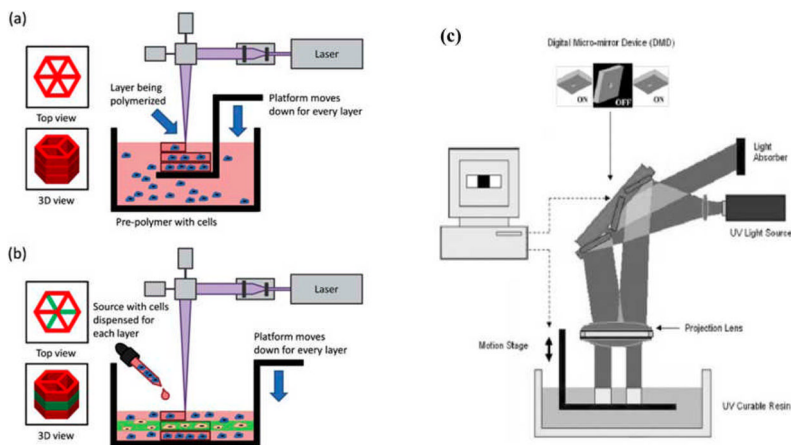 (a)
Laser
Layer being
polymerized
Platform moves
down for every layer
Top view
3D view
Pre-polymer with cells
(b)
Laser
Source with cells
dispensed for
each layer
Platform moves
down for every layer
Top view
3D view
(c)
Digital Micro-mirror Device (DMD)
ON
OFF
ON
Light
Absorber
UV Light Source
Projection Lens
Motion Stage
UV Curable Resin